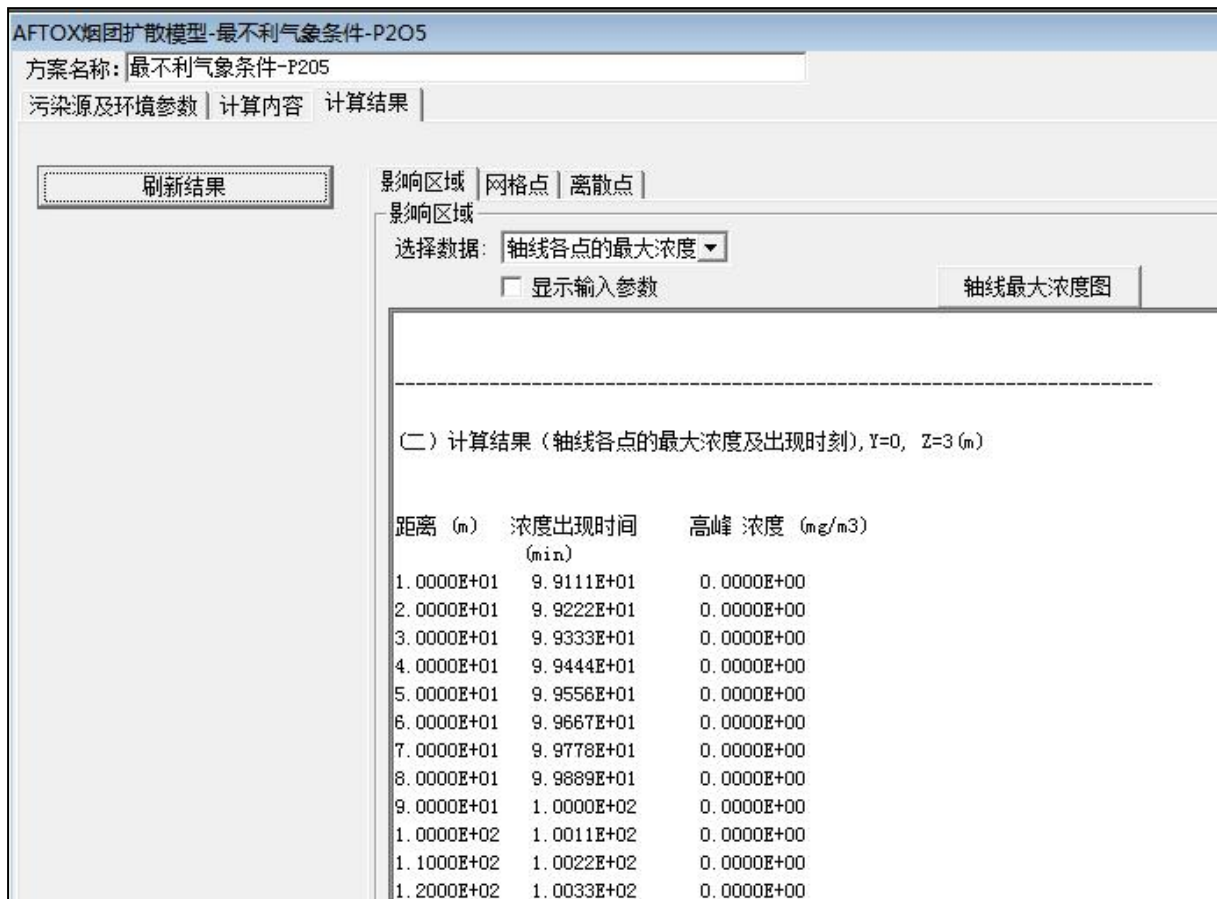 AFTOX烟团扩散模型-最不利气象条件-P2O5
方案名称: 最不利气象条件-P2O5
污染源及环境参数 计算内容 计算结果
刷新结果
影响区域 网格点 离散点
影响区域
选择数据: 轴线各点的最大浓度
显示输入参数 轴线最大浓度图
------------------------------------------------------------------------
(二) 计算结果 (轴线各点的最大浓度及出现时刻), Y=0, Z=3(m)
距离 (m) 浓度出现时间 高峰 浓度 (mg/m3)
(min)
1.0000E+01 9.9111E+01 0.0000E+00
2.0000E+01 9.9222E+01 0.0000E+00
3.0000E+01 9.9333E+01 0.0000E+00
4.0000E+01 9.9444E+01 0.0000E+00
5.0000E+01 9.9556E+01 0.0000E+00
6.0000E+01 9.9667E+01 0.0000E+00
7.0000E+01 9.9778E+01 0.0000E+00
8.0000E+01 9.9889E+01 0.0000E+00
9.0000E+01 1.0000E+02 0.0000E+00
1.0000E+02 1.0011E+02 0.0000E+00
1.1000E+02 1.0022E+02 0.0000E+00
1.2000E+02 1.0033E+02 0.0000E+00